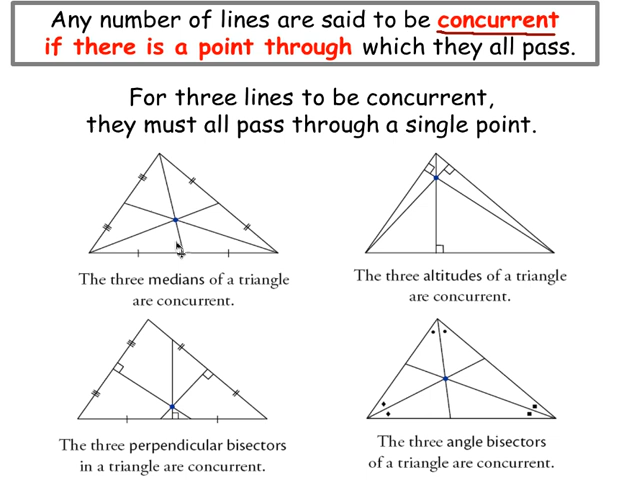 Any number of lines are said to be concurrent
if there is a point through which they all pass.
For three lines to be concurrent,
they must all pass through a single point.
The three medians of a triangle
are concurrent.
The three altitudes of a triangle
are concurrent.
The three perpendicular bisectors
in a triangle are concurrent.
The three angle bisectors
of a triangle are concurrent.